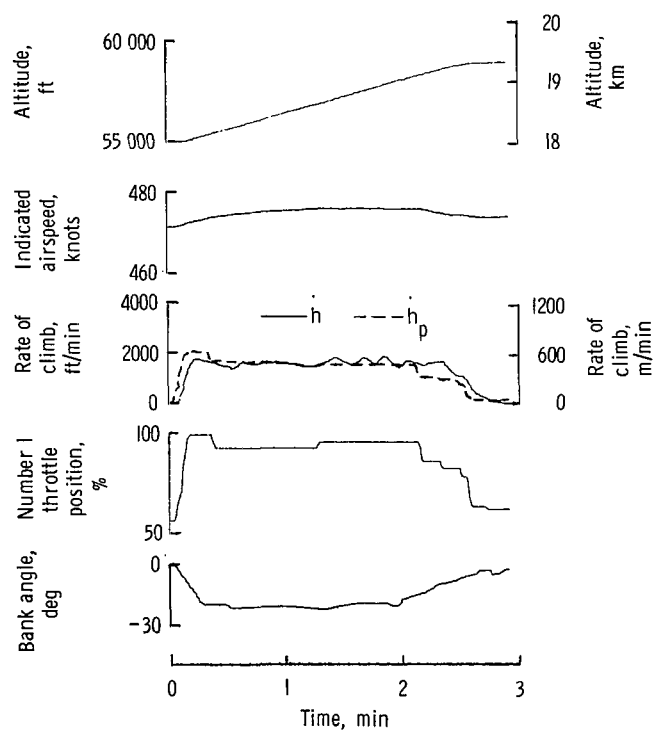 60 000
Altitude,
ft
55 000
20
19
18
Altitude,
km
480
Indicated
airspeed,
knots
460
4000
Rate of
climb,
ft/min
2000
0
ḣ
ḣp
1200
600
0
Rate of
climb,
m/min
100
Number 1
throttle
position,
%
50
0
Bank angle,
deg
-30
0 1 2 3
Time, min